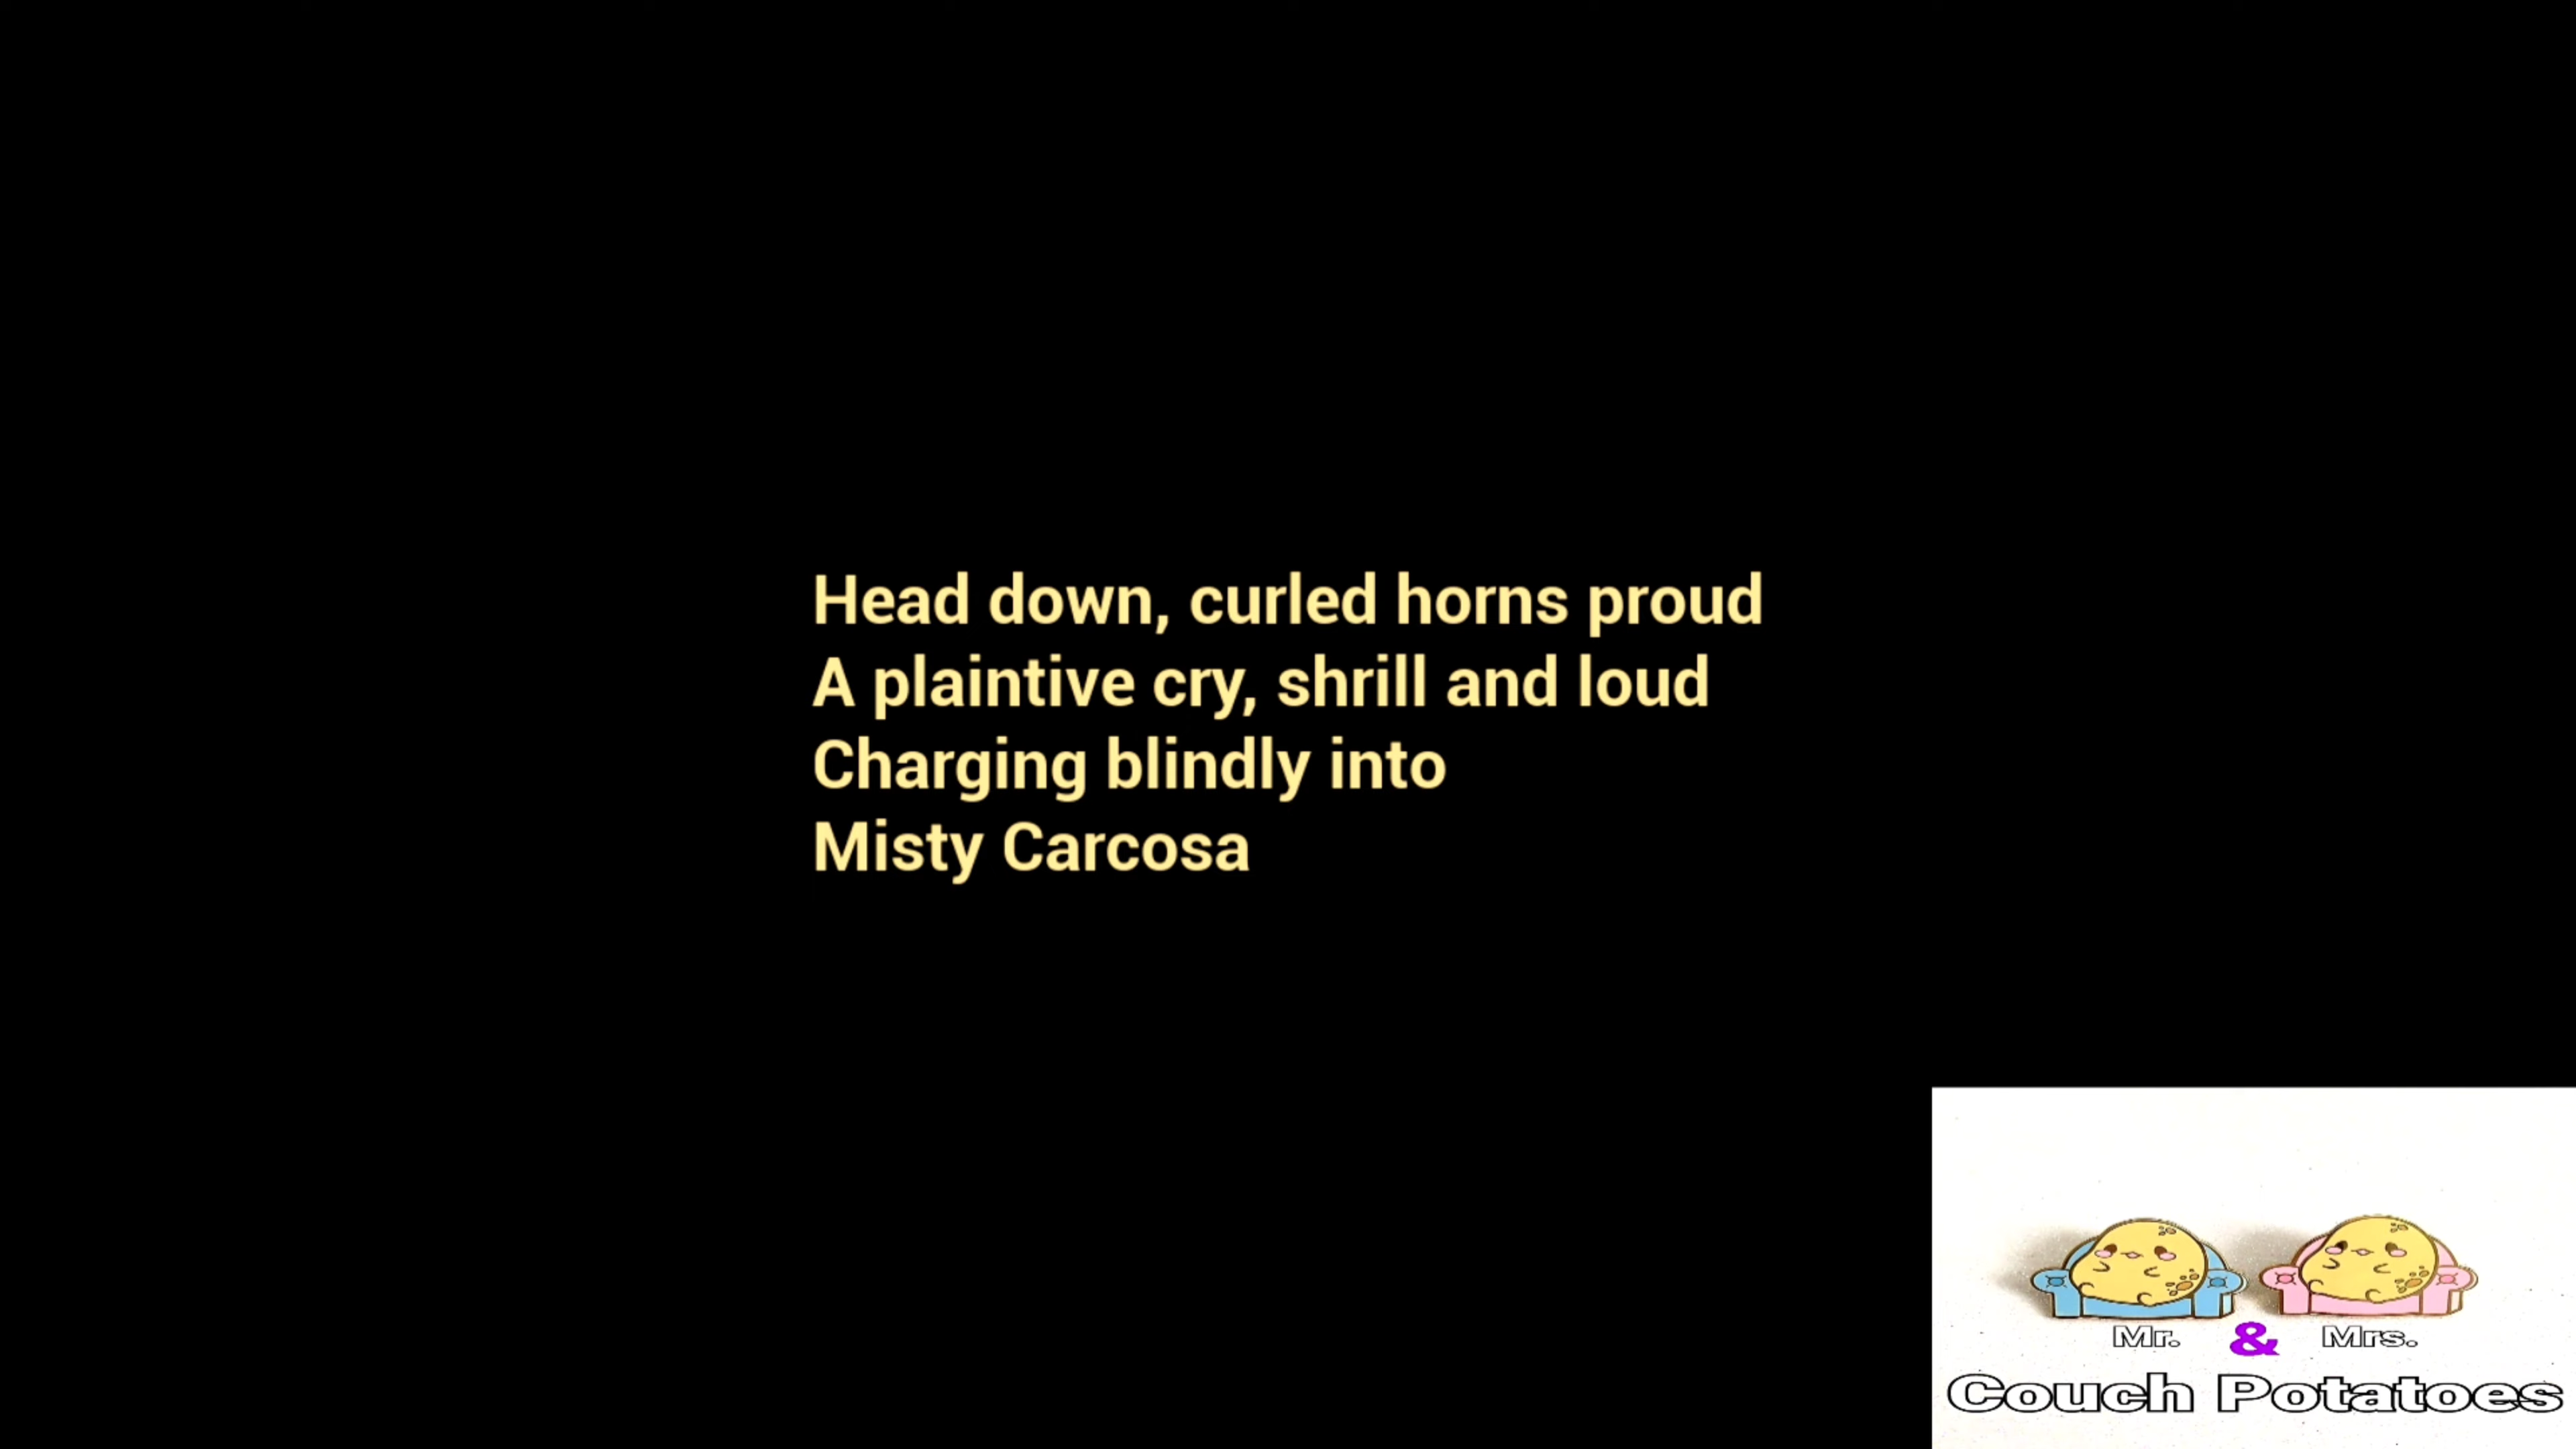 Head down, curled horns proud
A plaintive cry, shrill and loud
Charging blindly into
Misty Carcosa
Mr. & Mrs.
Couch Potatoes